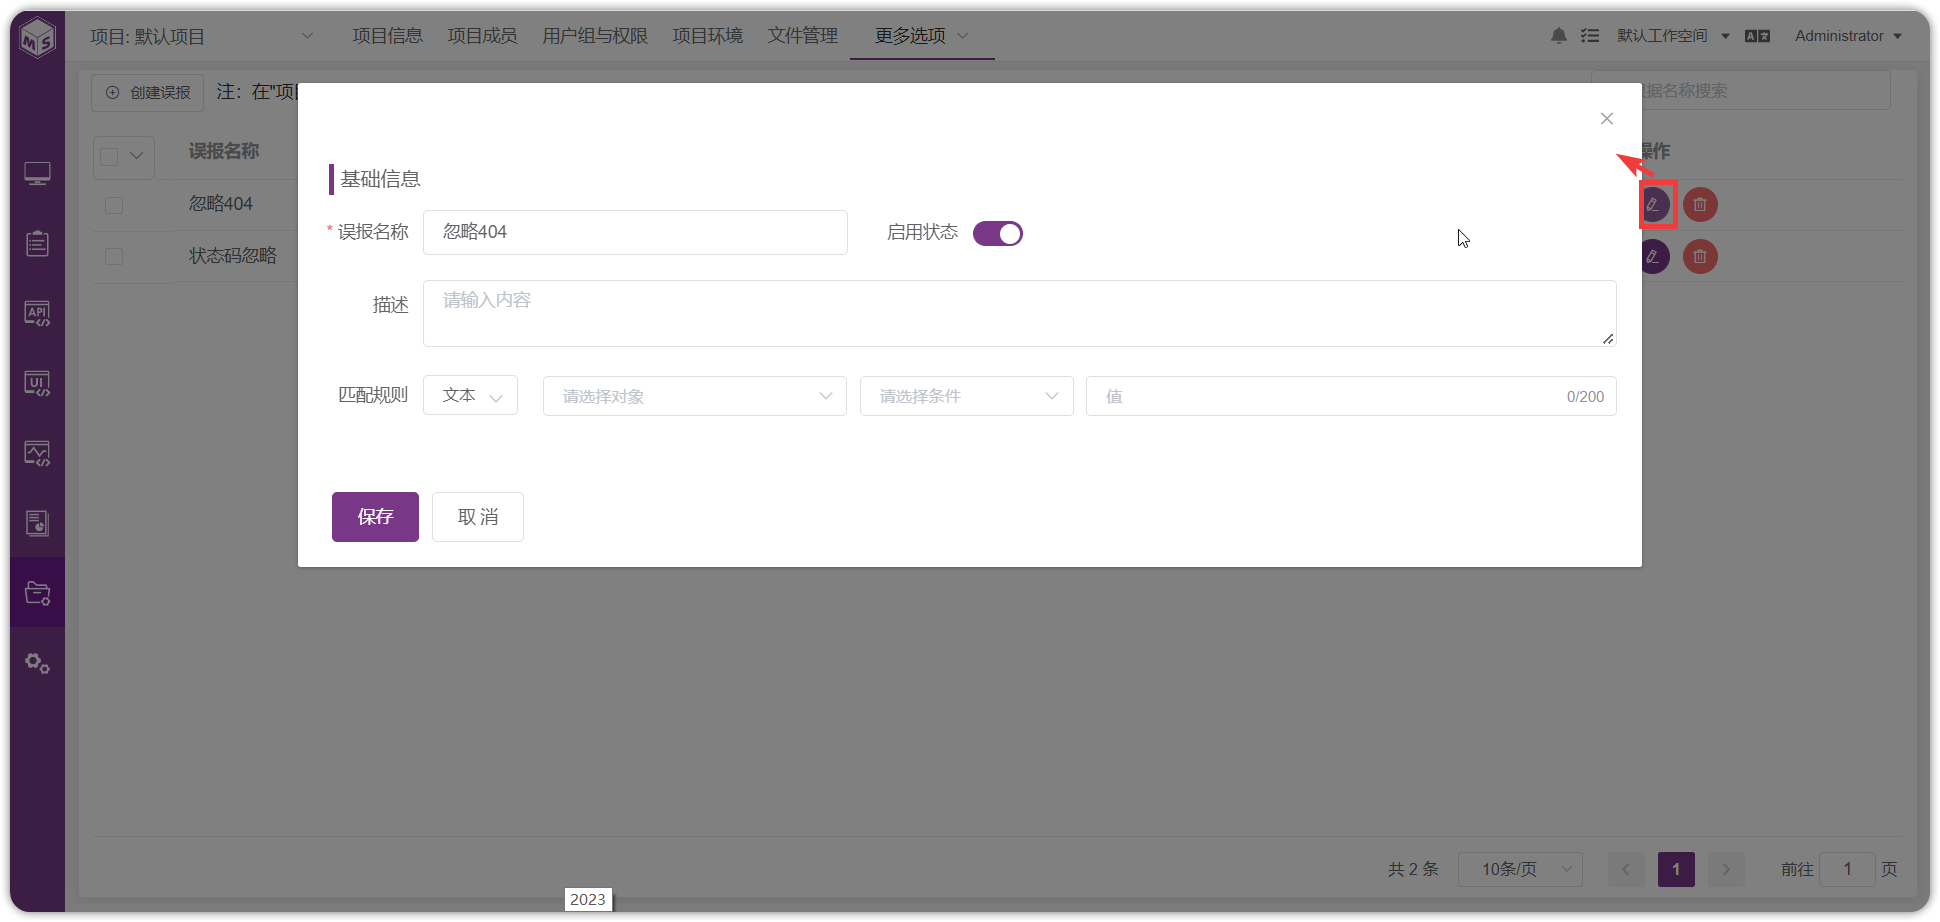 MS
项目: 默认项目
项目信息
项目成员
用户组与权限
项目环境
文件管理
更多选项
默认工作空间
Administrator
创建误报
注：在"项目
据名称搜索
误报名称
操作
忽略404
状态码忽略
API
UI
基础信息
* 误报名称
忽略404
启用状态
描述
请输入内容
匹配规则
文本
请选择对象
请选择条件
值
0/200
保存
取 消
共 2 条
10条/页
1
前往
1
页
2023